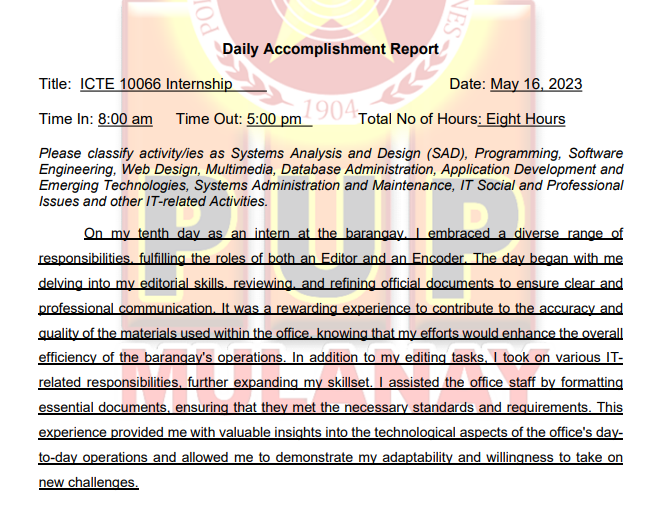 Daily Accomplishment Report
Title: ICTE 10066 Internship
Date: May 16, 2023
Time In: 8:00 am Time Out: 5:00 pm Total No of Hours: Eight Hours
Please classify activity/ies as Systems Analysis and Design (SAD), Programming, Software
Engineering, Web Design, Multimedia, Database Administration, Application Development and
Emerging Technologies, Systems Administration and Maintenance, IT Social and Professional
Issues and other IT-related Activities.
On my tenth day as an intern at the barangay, I embraced a diverse range of
responsibilities, fulfilling the roles of both an Editor and an Encoder. The day began with me
delving into my editorial skills, reviewing, and refining official documents to ensure clear and
professional communication. It was a rewarding experience to contribute to the accuracy and
quality of the materials used within the office, knowing that my efforts would enhance the overall
efficiency of the barangay's operations. In addition to my editing tasks, I took on various IT-
related responsibilities, further expanding my skillset. I assisted the office staff by formatting
essential documents, ensuring that they met the necessary standards and requirements. This
experience provided me with valuable insights into the technological aspects of the office's day-
to-day operations and allowed me to demonstrate my adaptability and willingness to take on
new challenges.
1904
PUP
MULANAY